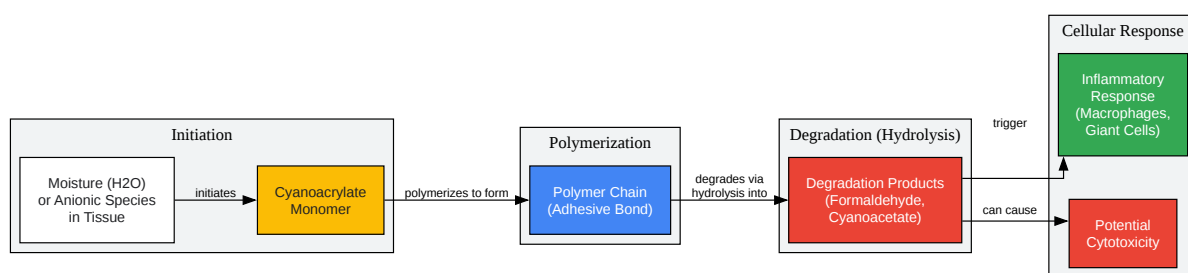 Initiation
Moisture (H2O)
or Anionic Species
in Tissue
initiates
Cyanoacrylate
Monomer
polymerizes to form
Polymerization
Polymer Chain
(Adhesive Bond)
degrades via
hydrolysis into
Degradation (Hydrolysis)
Degradation Products
(Formaldehyde,
Cyanoacetate)
trigger
can cause
Cellular Response
Inflammatory
Response
(Macrophages,
Giant Cells)
Potential
Cytotoxicity